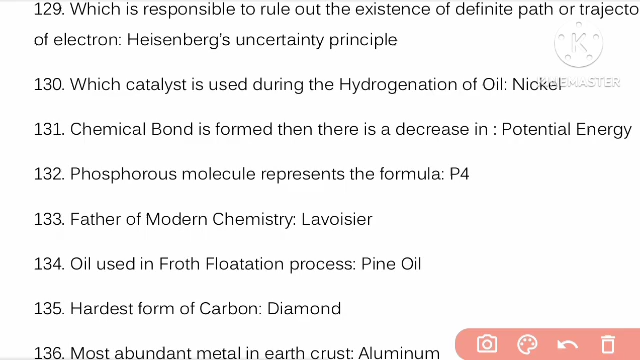 129. Which is responsible to rule out the existence of definite path or trajecto
of electron: Heisenberg's uncertainty principle
130. Which catalyst is used during the Hydrogenation of Oil: Nickel
131. Chemical Bond is formed then there is a decrease in : Potential Energy
132. Phosphorous molecule represents the formula: P4
133. Father of Modern Chemistry: Lavoisier
134. Oil used in Froth Floatation process: Pine Oil
135. Hardest form of Carbon: Diamond
136. Most abundant metal in earth crust: Aluminum